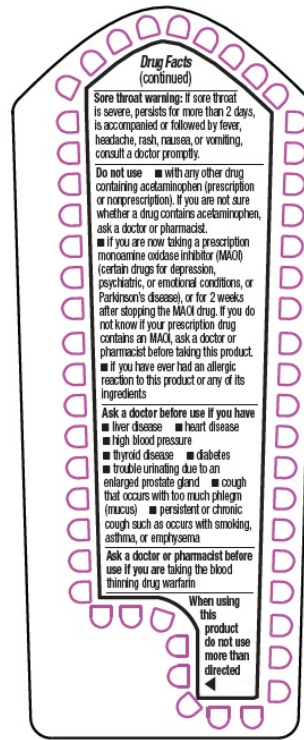 Drug Facts
(continued)
Sore throat warning: If sore throat
is severe, persists for more than 2 days,
is accompanied or followed by fever,
headache, rash, nausea, or vomiting,
consult a doctor promptly.
Do not use ■ with any other drug
containing acetaminophen (prescription
or nonprescription). If you are not sure
whether a drug contains acetaminophen,
ask a doctor or pharmacist.
■ if you are now taking a prescription
monoamine oxidase inhibitor (MAOI)
(certain drugs for depression,
psychiatric, or emotional conditions, or
Parkinson's disease), or for 2 weeks
after stopping the MAOI drug. If you do
not know if your prescription drug
contains an MAOI, ask a doctor or
pharmacist before taking this product.
■ if you have ever had an allergic
reaction to this product or any of its
ingredients
Ask a doctor before use if you have
■ liver disease ■ heart disease
■ high blood pressure
■ thyroid disease ■ diabetes
■ trouble urinating due to an
enlarged prostate gland ■ cough
that occurs with too much phlegm
(mucus) ■ persistent or chronic
cough such as occurs with smoking,
asthma, or emphysema
Ask a doctor or pharmacist before
use if you are taking the blood
thinning drug warfarin
When using
this
product
do not use
more than
directed
◀